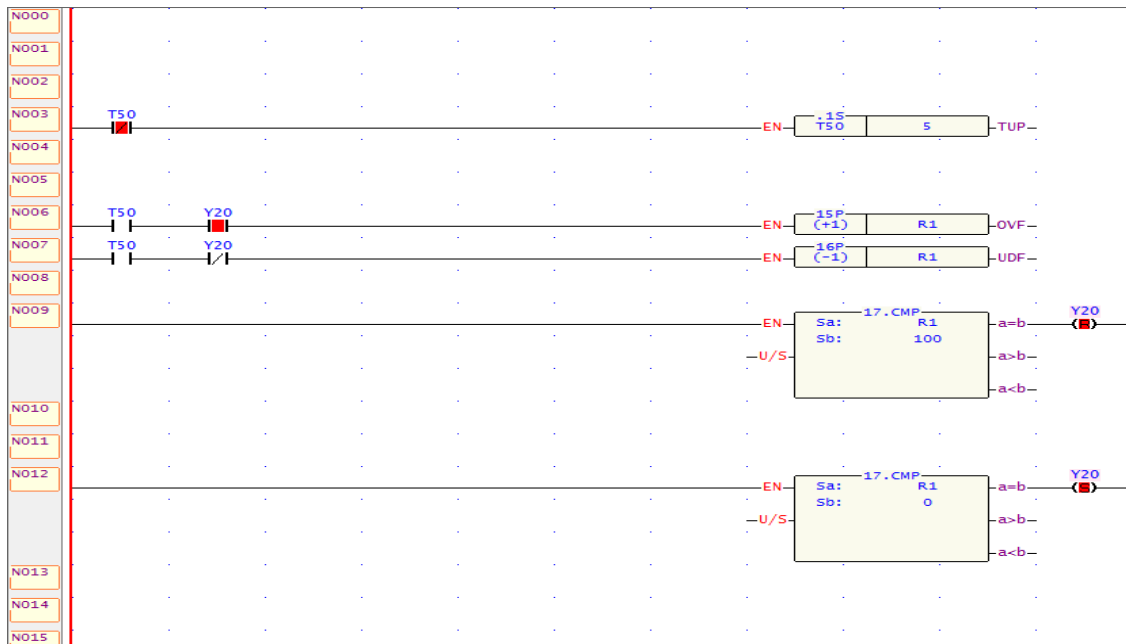 N000
N001
N002
N003 T50 EN .1S T50 5 TUP
N004
N005
N006 T50 Y20 EN 15P (+1) R1 OVF
N007 T50 Y20 EN 16P (-1) R1 UDF
N008
N009 EN 17.CMP Y20
Sa: R1 a=b R
Sb: 100
U/S a>b
a<b
N010
N011
N012 EN 17.CMP Y20
Sa: R1 a=b S
Sb: 0
U/S a>b
a<b
N013
N014
N015